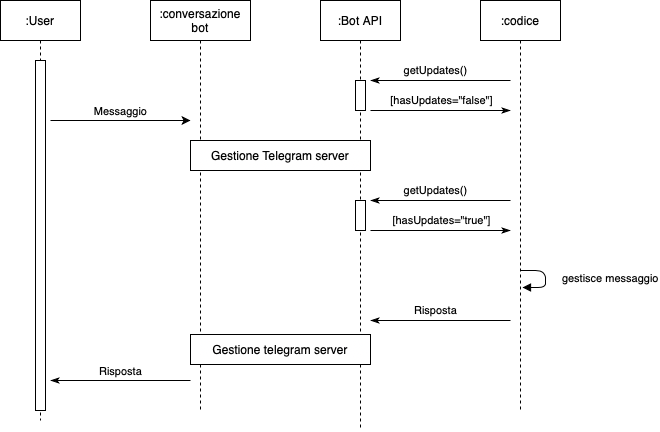 :User
:conversazione
bot
:Bot API
:codice
getUpdates()
[hasUpdates="false"]
Messaggio
Gestione Telegram server
getUpdates()
[hasUpdates="true"]
gestisce messaggio
Risposta
Gestione telegram server
Risposta